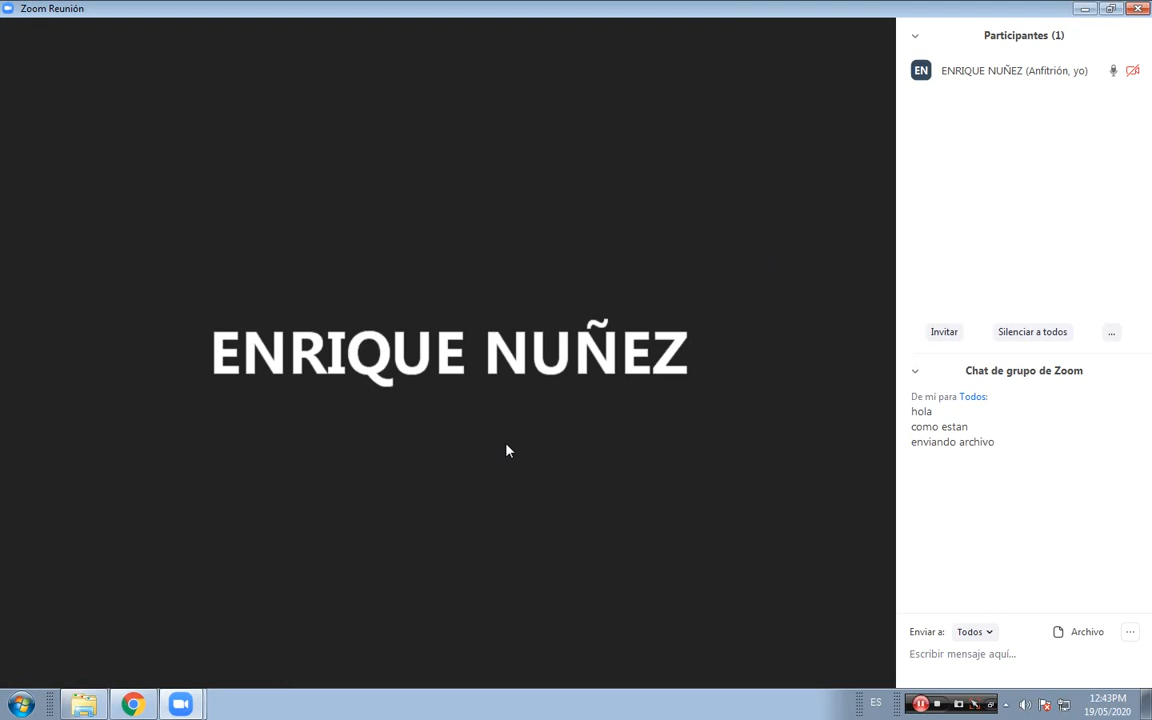 Zoom Reunión
Participantes (1)
EN
ENRIQUE NUÑEZ (Anfitrión, yo)
ENRIQUE NUÑEZ
Invitar
Silenciar a todos
...
Chat de grupo de Zoom
De mí para Todos:
hola
como estan
enviando archivo
Enviar a: Todos
Archivo
Escribir mensaje aquí...
ES
12:43PM
19/05/2020